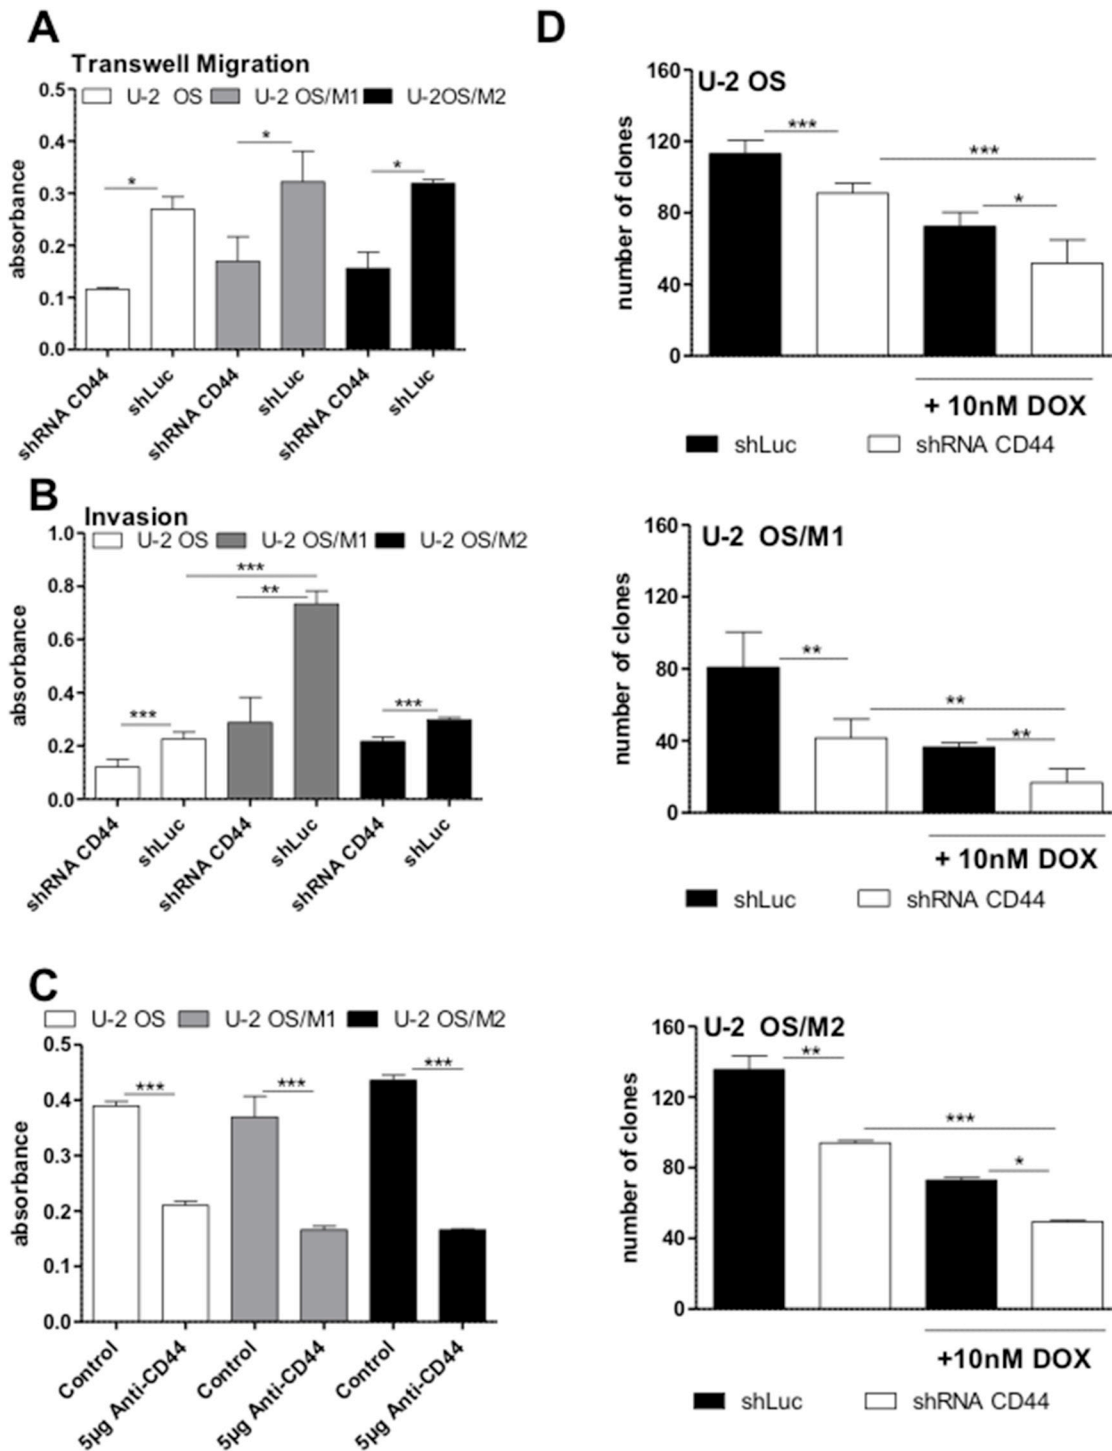 A
Transwell Migration
U-2 OS U-2 OS/M1 U-2OS/M2
absorbance
0.5
0.4
0.3
0.2
0.1
0.0
* * *
shRNA CD44 shLuc shRNA CD44 shLuc shRNA CD44 shLuc
B
Invasion
U-2 OS U-2 OS/M1 U-2 OS/M2
absorbance
1.0
0.8
0.6
0.4
0.2
0.0
*** *** ** ***
shRNA CD44 shLuc shRNA CD44 shLuc shRNA CD44 shLuc
C
U-2 OS U-2 OS/M1 U-2 OS/M2
absorbance
0.5
0.4
0.3
0.2
0.1
0.0
*** *** ***
Control 5µg Anti-CD44 Control 5µg Anti-CD44 Control 5µg Anti-CD44
D
U-2 OS
number of clones
160
120
80
40
0
*** *** *
+ 10nM DOX
shLuc shRNA CD44
U-2 OS/M1
number of clones
160
120
80
40
0
** ** **
+ 10nM DOX
shLuc shRNA CD44
U-2 OS/M2
number of clones
160
120
80
40
0
** *** *
+10nM DOX
shLuc shRNA CD44